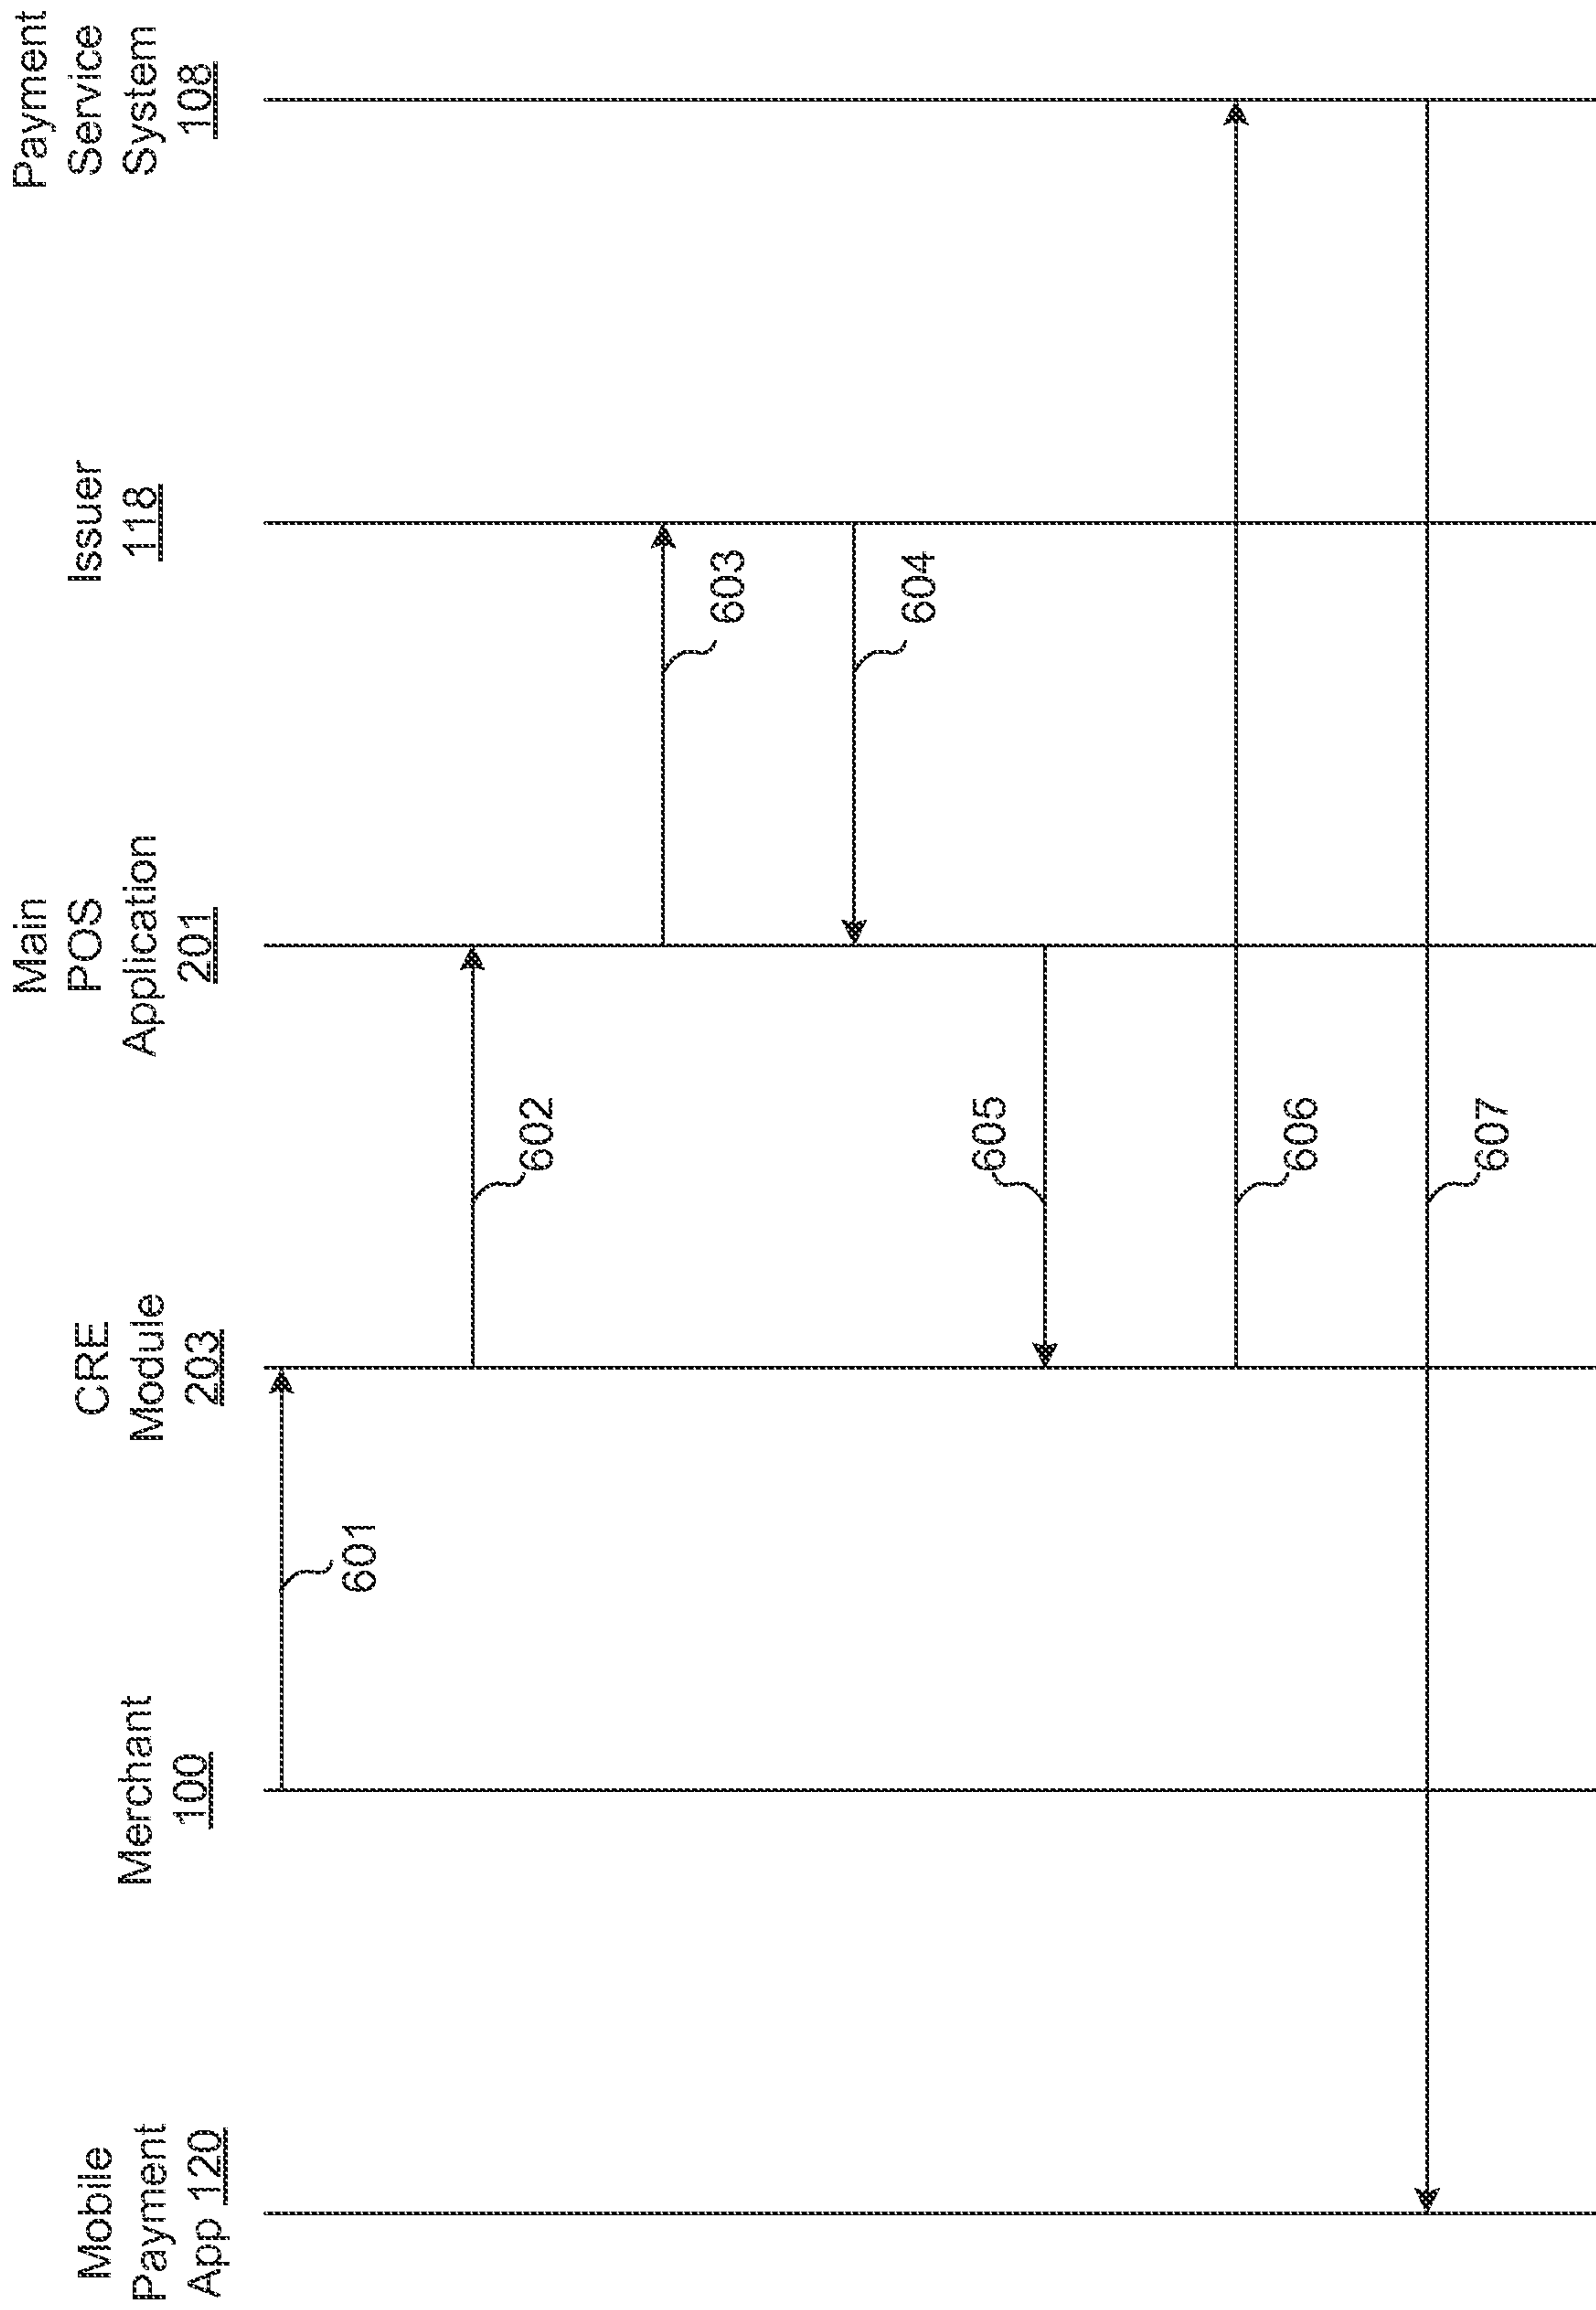 Mobile
Payment
App 120
Merchant
100
CRE
Module
203
Main
POS
Application
201
Issuer
118
Payment
Service
System
108
601
602
603
604
605
606
607